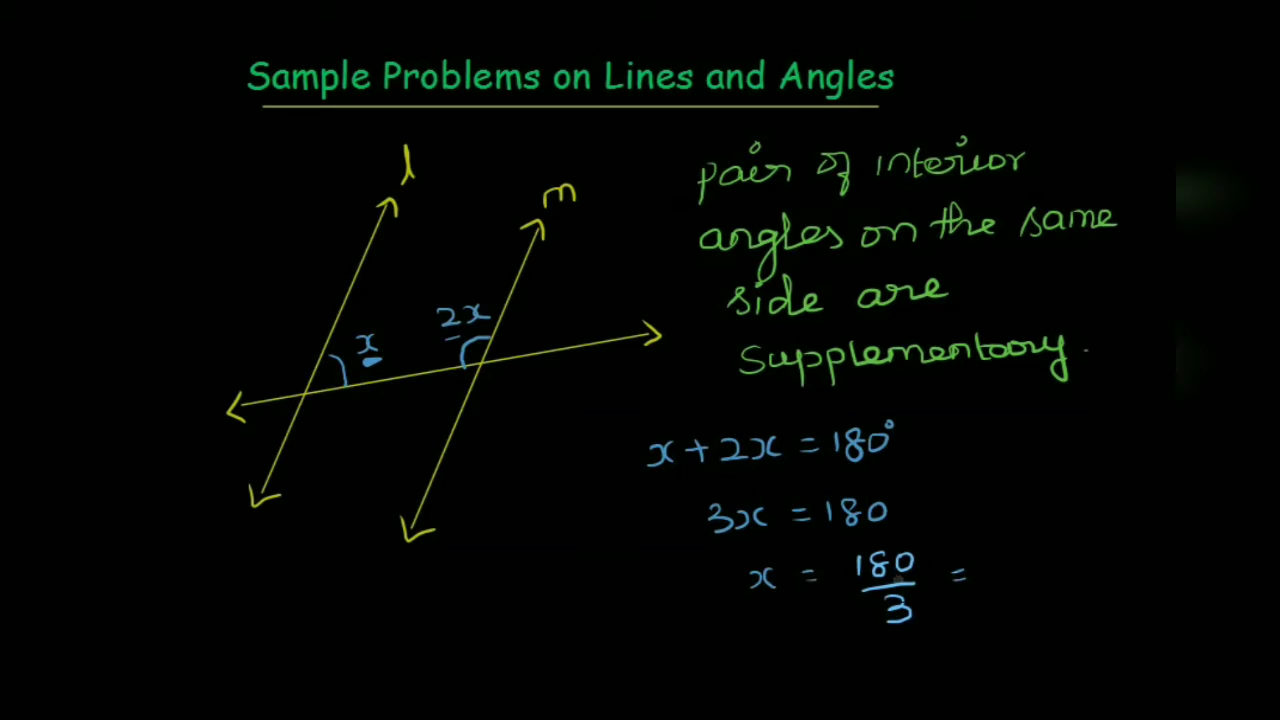 Sample Problems on Lines and Angles
l
m
x
2x
pair of interior
angles on the same
side are
supplementary.
x + 2x = 180°
3x = 180
x = 180/3 =